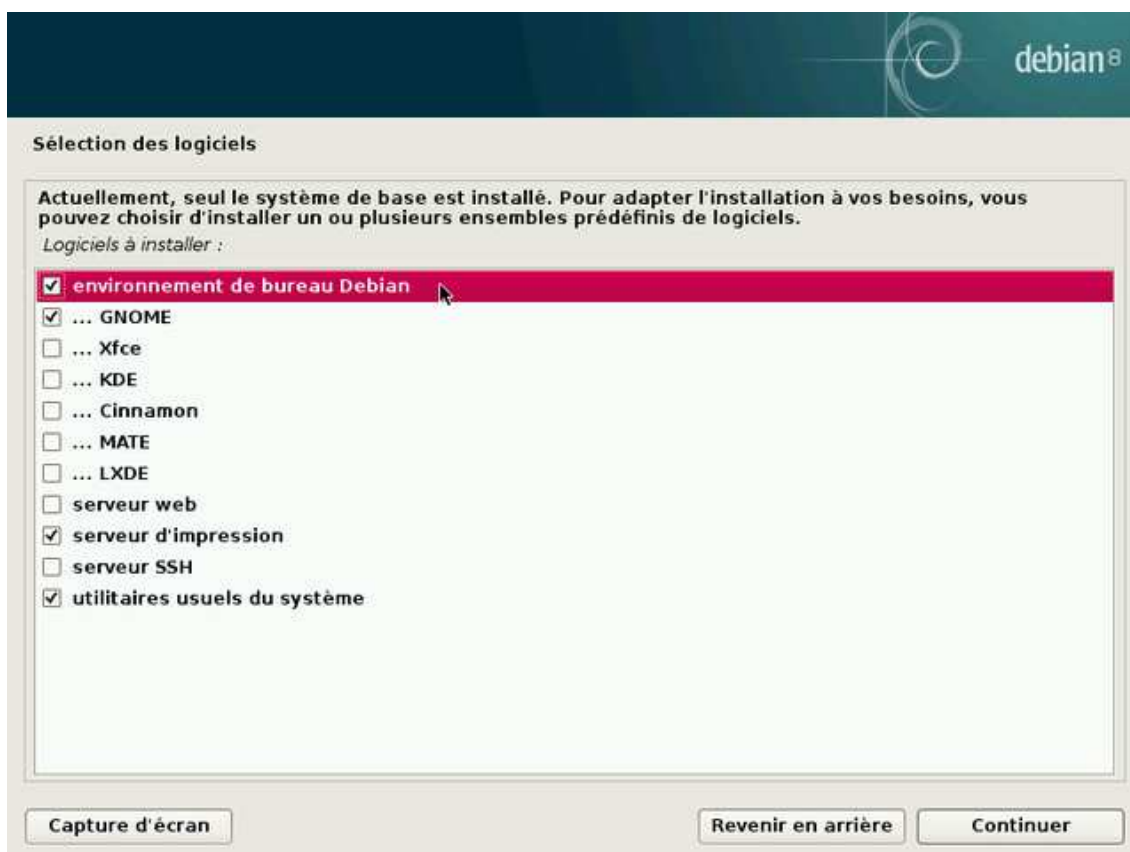 debian 8
Sélection des logiciels
Actuellement, seul le système de base est installé. Pour adapter l'installation à vos besoins, vous
pouvez choisir d'installer un ou plusieurs ensembles prédéfinis de logiciels.
Logiciels à installer :
environnement de bureau Debian
... GNOME
... Xfce
... KDE
... Cinnamon
... MATE
... LXDE
serveur web
serveur d'impression
serveur SSH
utilitaires usuels du système
Capture d'écran
Revenir en arrière
Continuer